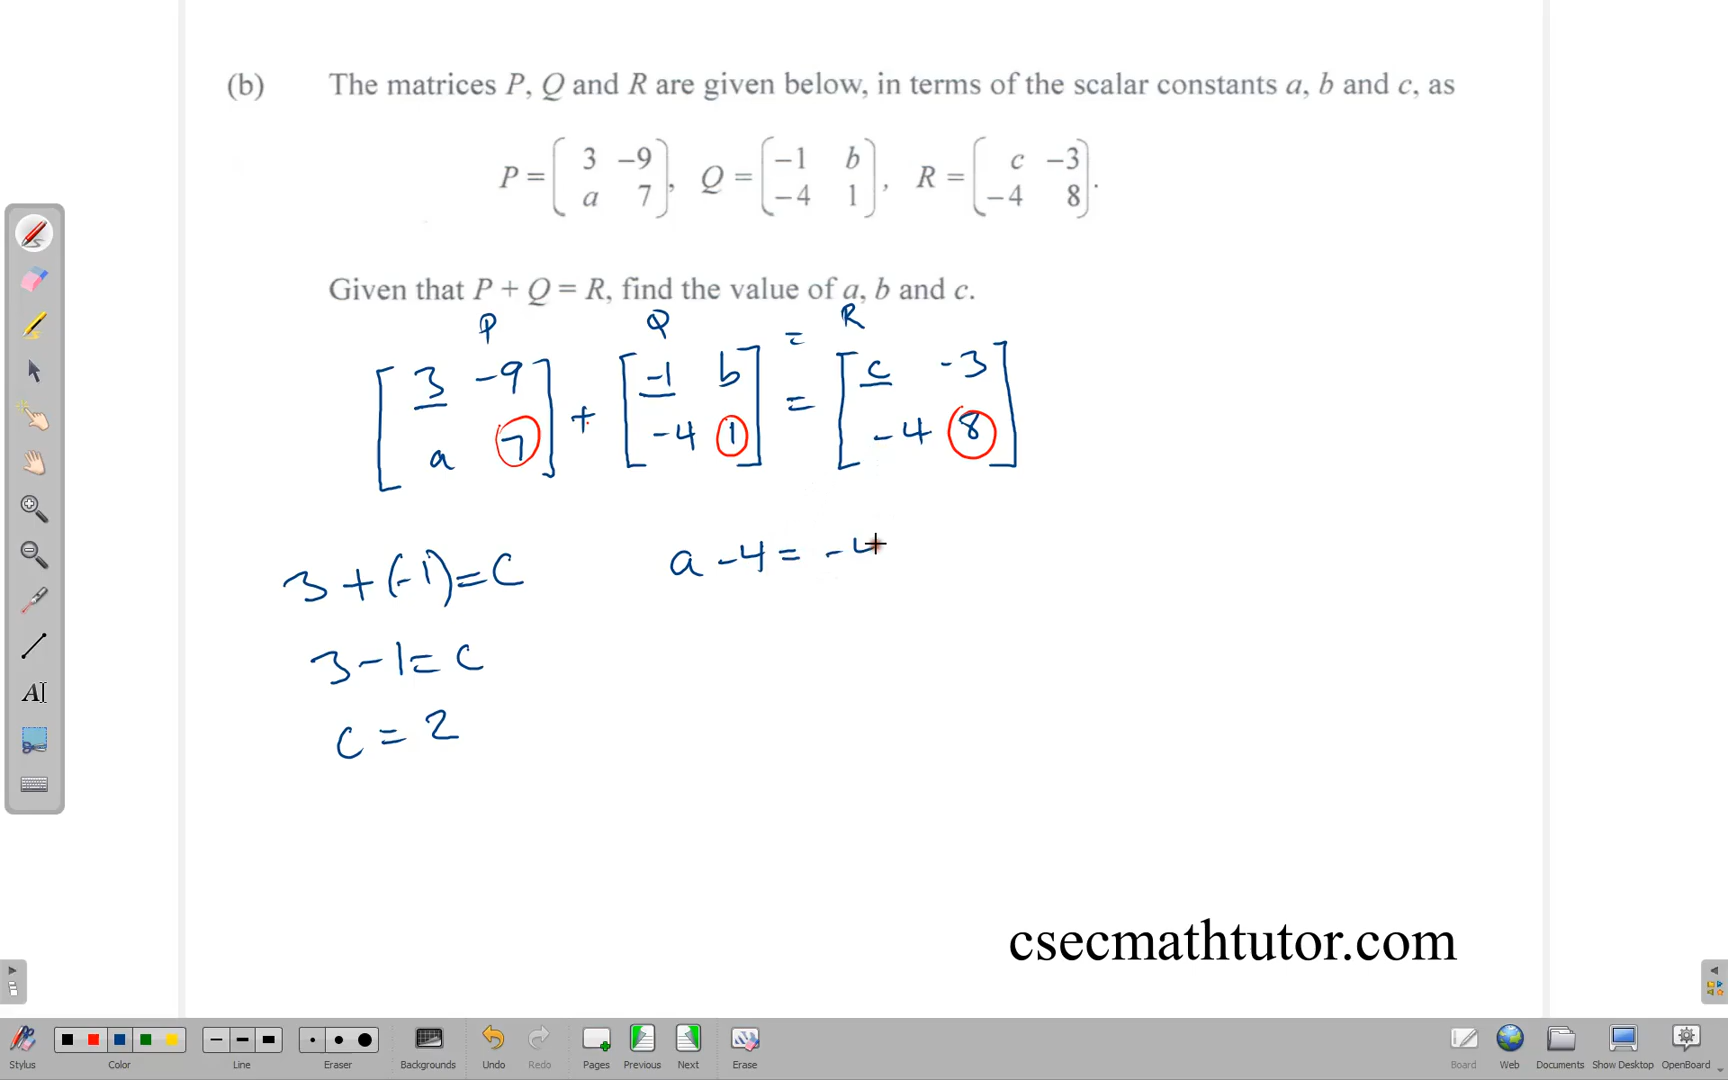 (b) The matrices P, Q and R are given below, in terms of the scalar constants a, b and c, as
P = [3 -9; a 7], Q = [-1 b; -4 1], R = [c -3; -4 8].
Given that P + Q = R, find the value of a, b and c.
P Q = R
[3 -9; a 7] + [-1 b; -4 1] = [c -3; -4 8]
3 + (-1) = c
a - 4 = - 4
3 - 1 = c
c = 2
csecmathtutor.com
Stylus Color Line Eraser Backgrounds Undo Redo Pages Previous Next Erase Board Web Documents Show Desktop OpenBoard